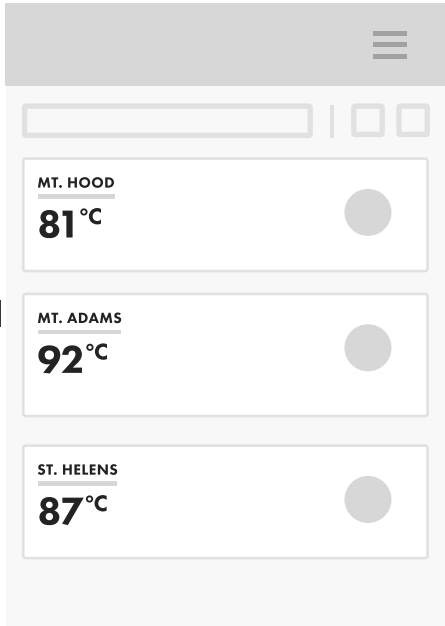 MT. HOOD
81°C
MT. ADAMS
92°C
ST. HELENS
87°C